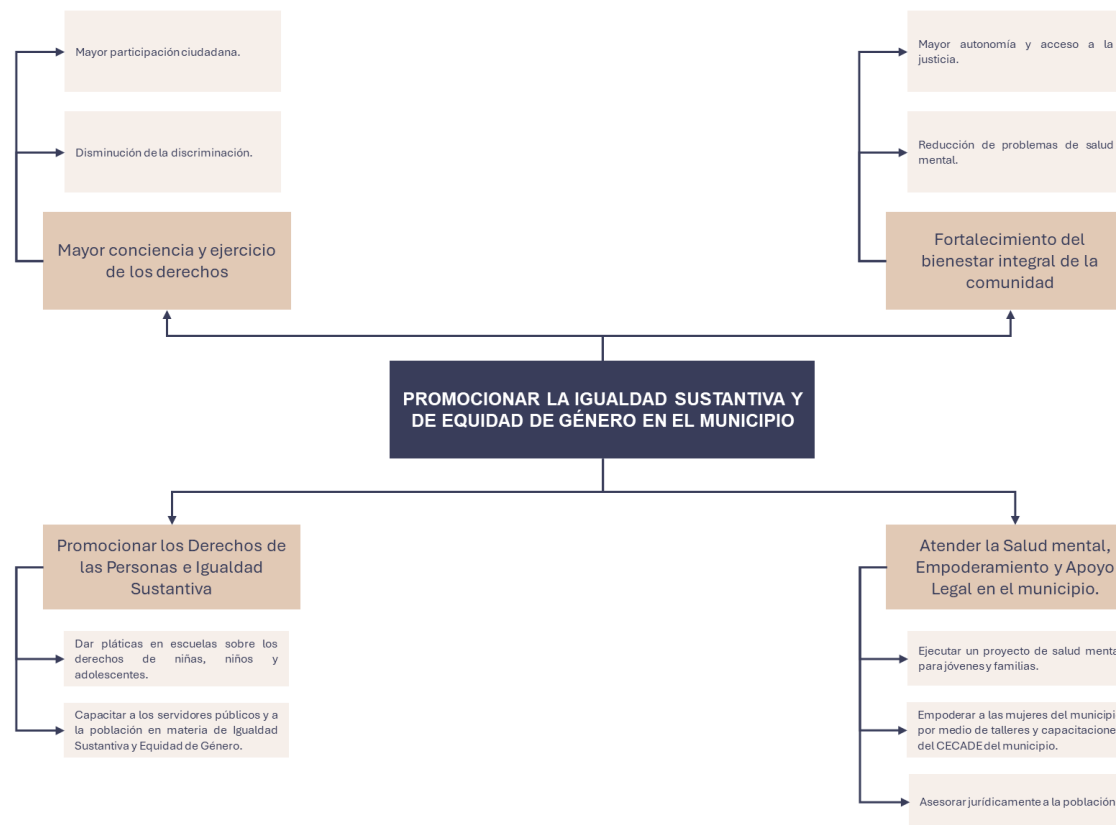 Mayor participación ciudadana.
Disminución de la discriminación.
Mayor conciencia y ejercicio
de los derechos
Mayor autonomía y acceso a la
justicia.
Reducción de problemas de salud
mental.
Fortalecimiento del
bienestar integral de la
comunidad
PROMOCIONAR LA IGUALDAD SUSTANTIVA Y
DE EQUIDAD DE GÉNERO EN EL MUNICIPIO
Promocionar los Derechos de
las Personas e Igualdad
Sustantiva
Dar pláticas en escuelas sobre los
derechos de niñas, niños y
adolescentes.
Capacitar a los servidores públicos y a
la población en materia de Igualdad
Sustantiva y Equidad de Género.
Atender la Salud mental,
Empoderamiento y Apoyo
Legal en el municipio.
Ejecutar un proyecto de salud menta
para jóvenes y familias.
Empoderar a las mujeres del municipi
por medio de talleres y capacitacione
del CECADE del municipio.
Asesorar jurídicamente a la población